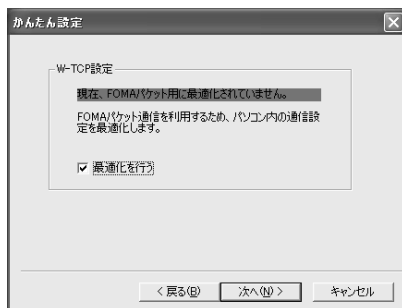 かんたん設定
W-TCP設定
現在、FOMAパケット用に最適化されていません。
FOMAパケット通信を利用するため、パソコン内の通信設
定を最適化します。
最適化を行う
< 戻る(B)
次へ(N) >
キャンセル